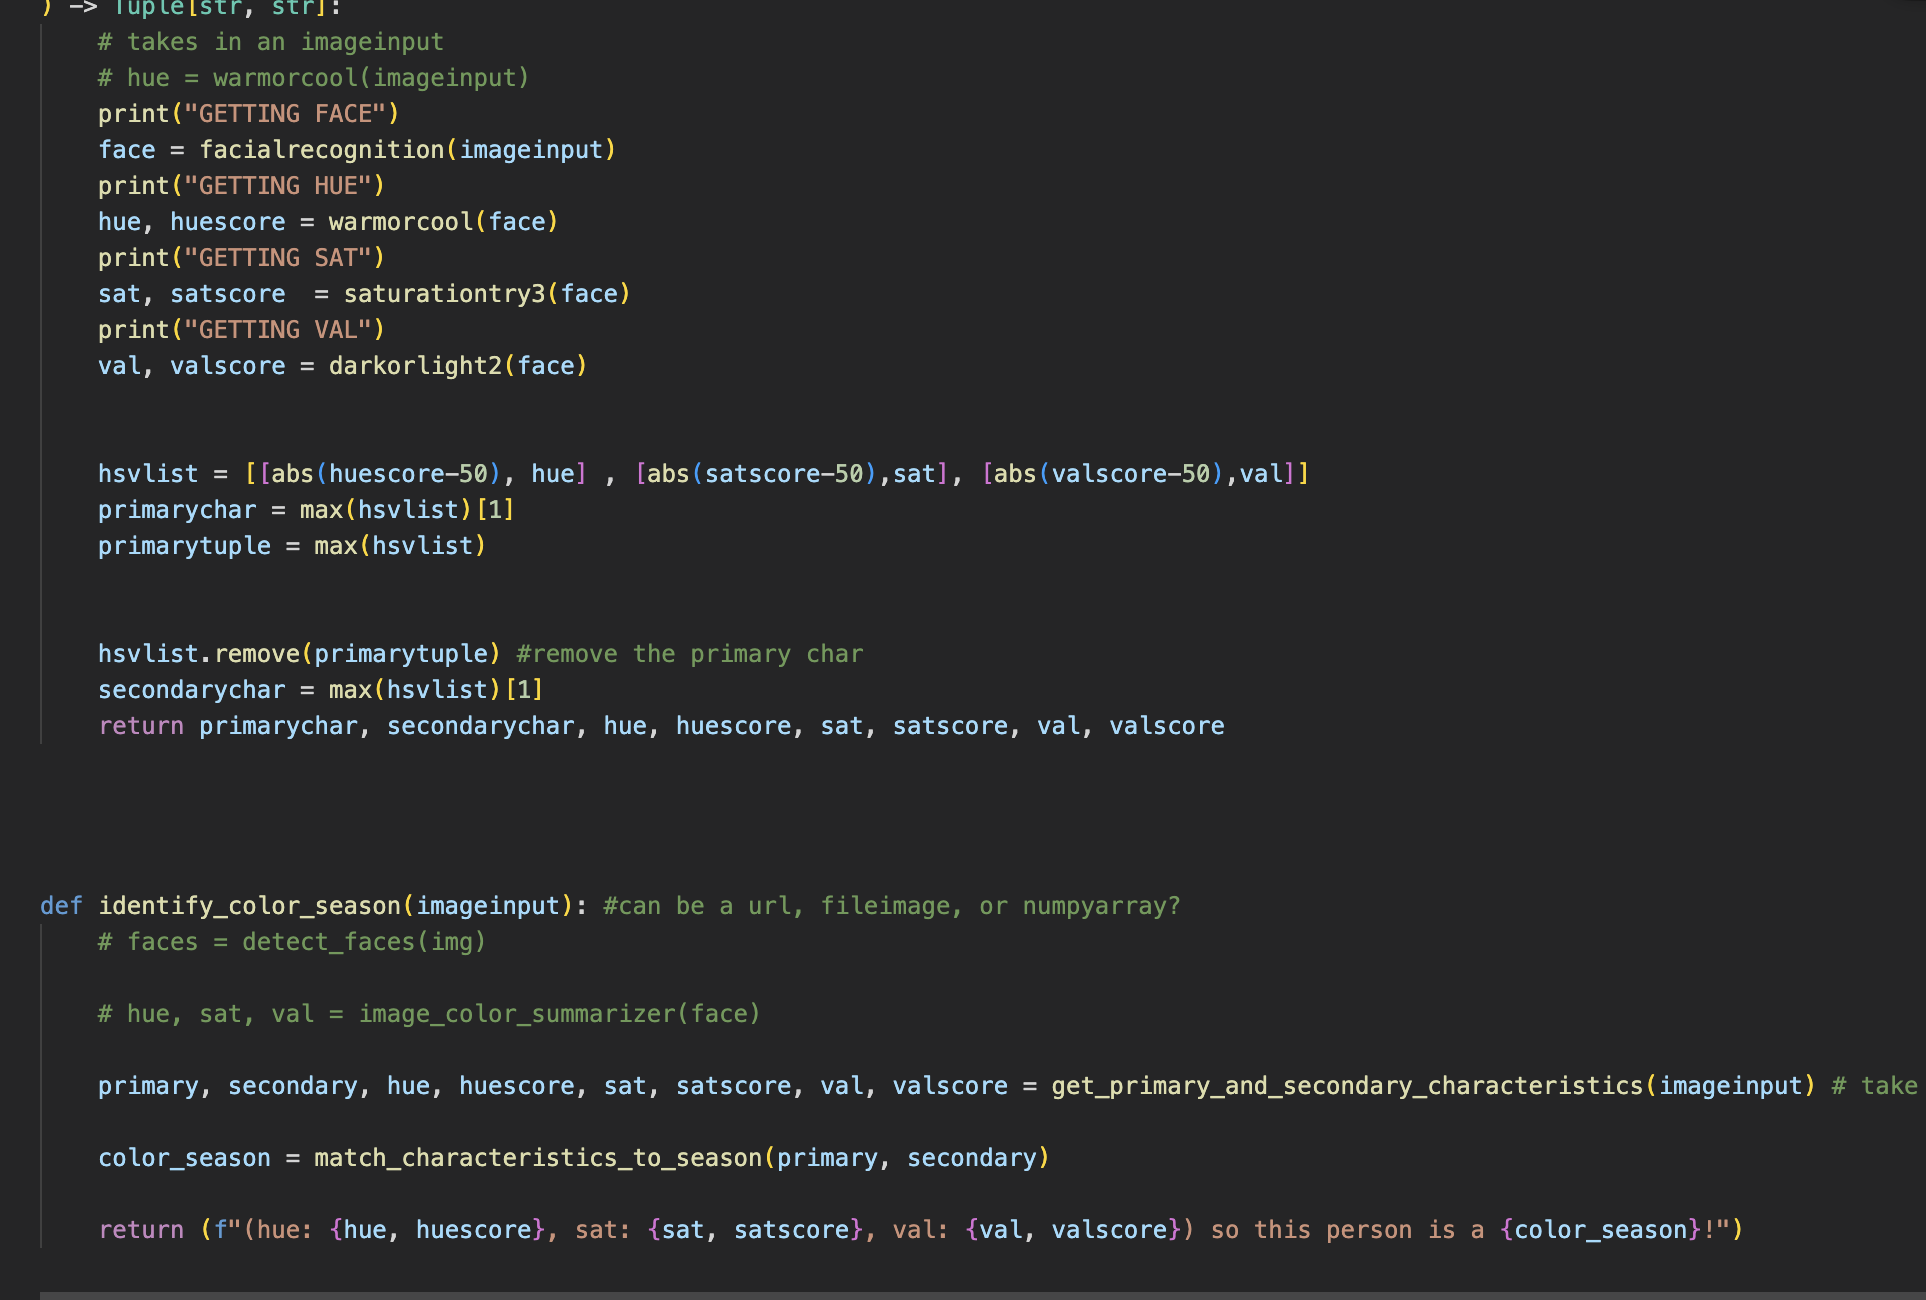 ) -> Tuple[str, str]:
# takes in an imageinput
# hue = warmorcool(imageinput)
print("GETTING FACE")
face = facialrecognition(imageinput)
print("GETTING HUE")
hue, huescore = warmorcool(face)
print("GETTING SAT")
sat, satscore  = saturationtry3(face)
print("GETTING VAL")
val, valscore = darkorlight2(face)
hsvlist = [[abs(huescore-50), hue] , [abs(satscore-50),sat], [abs(valscore-50),val]]
primarychar = max(hsvlist)[1]
primarytuple = max(hsvlist)
hsvlist.remove(primarytuple) #remove the primary char
secondarychar = max(hsvlist)[1]
return primarychar, secondarychar, hue, huescore, sat, satscore, val, valscore
def identify_color_season(imageinput): #can be a url, fileimage, or numpyarray?
# faces = detect_faces(img)
# hue, sat, val = image_color_summarizer(face)
primary, secondary, hue, huescore, sat, satscore, val, valscore = get_primary_and_secondary_characteristics(imageinput) # take
color_season = match_characteristics_to_season(primary, secondary)
return (f"(hue: {hue, huescore}, sat: {sat, satscore}, val: {val, valscore}) so this person is a {color_season}!")